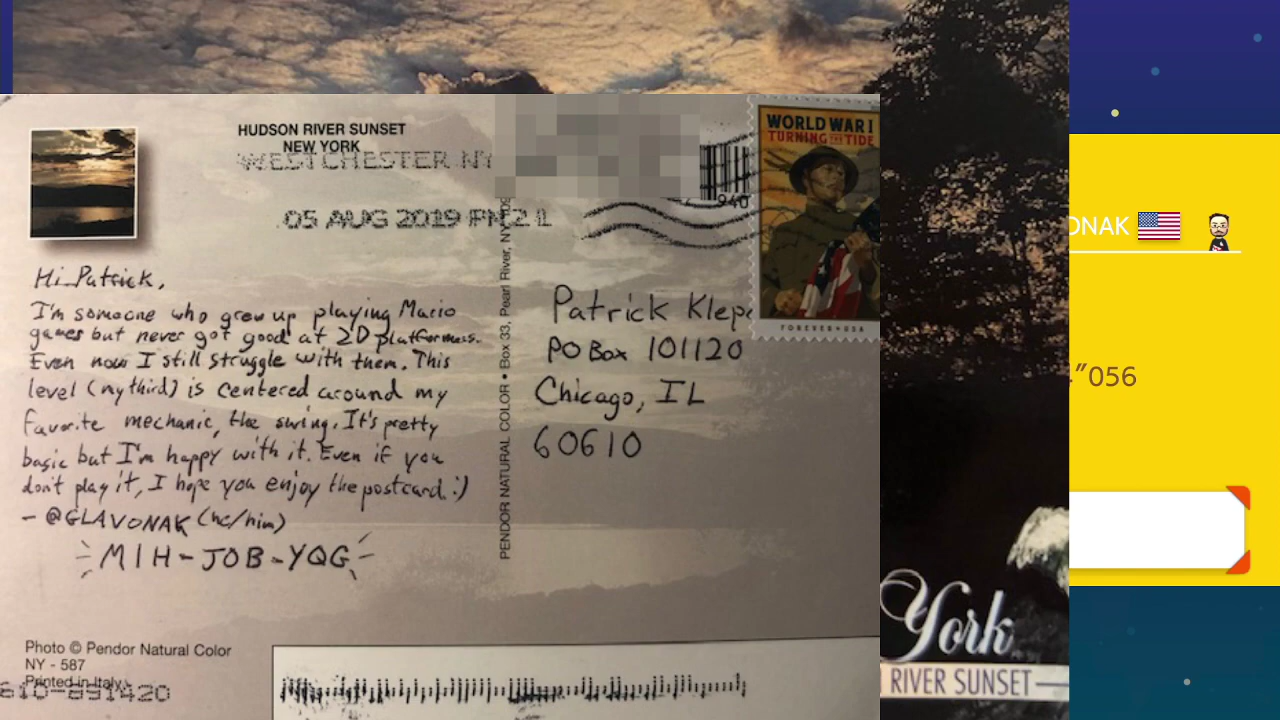 HUDSON RIVER SUNSET
NEW YORK
WESTCHESTER NY
05 AUG 2019 PM 2 L
940
WORLD WAR I
TURNING THE TIDE
FOREVER • USA
Hi Patrick,
I'm someone who grew up playing Mario
games but never got good at 2D platformers.
Even now I still struggle with them. This
level (my third) is centered around my
favorite mechanic, the swing. It's pretty
basic but I'm happy with it. Even if you
don't play it, I hope you enjoy the postcard. :)
- @GLAVONAK (he/him)
MIH-JOB-YQG
PENDOR NATURAL COLOR • Box 33, Pearl River, NY
Patrick Klep
PO Box 101120
Chicago, IL
60610
Photo © Pendor Natural Color
NY - 587
Printed in Italy
610-891420
York
RIVER SUNSET
ONAK
″056